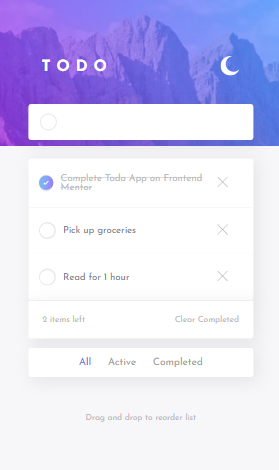 TODO
Complete Todo App on Frontend
Mentor
Pick up groceries
Read for 1 hour
2 items left Clear Completed
All Active Completed
Drag and drop to reorder list